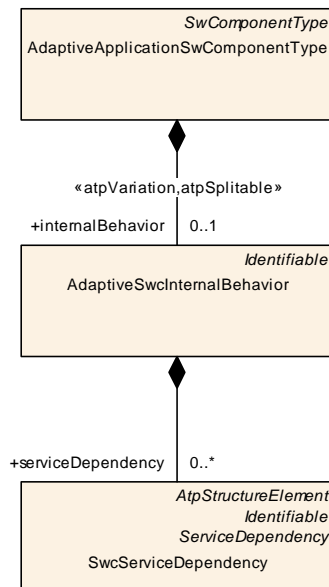 SwComponentType
AdaptiveApplicationSwComponentType
«atpVariation,atpSplitable»
+internalBehavior 0..1
Identifiable
AdaptiveSwcInternalBehavior
+serviceDependency 0..*
AtpStructureElement
Identifiable
ServiceDependency
SwcServiceDependency